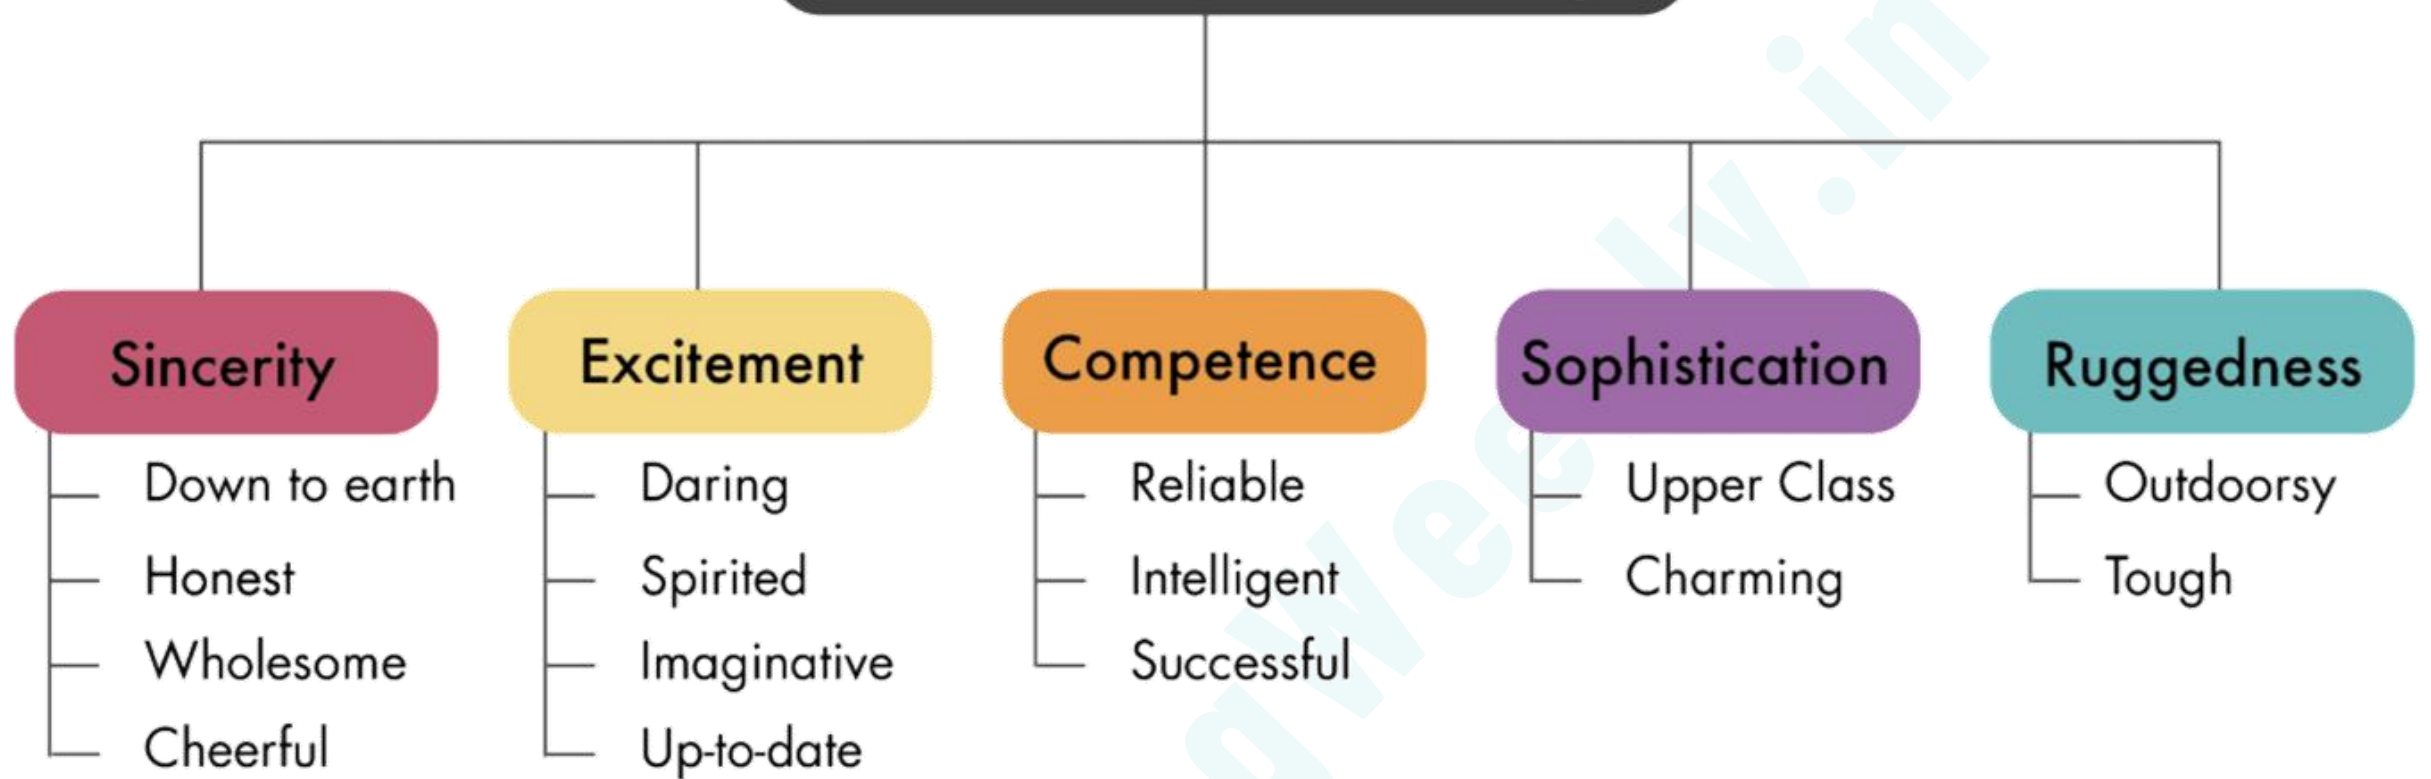 Sincerity
Down to earth
Honest
Wholesome
Cheerful
Excitement
Daring
Spirited
Imaginative
Up-to-date
Competence
Reliable
Intelligent
Successful
Sophistication
Upper Class
Charming
Ruggedness
Outdoorsy
Tough